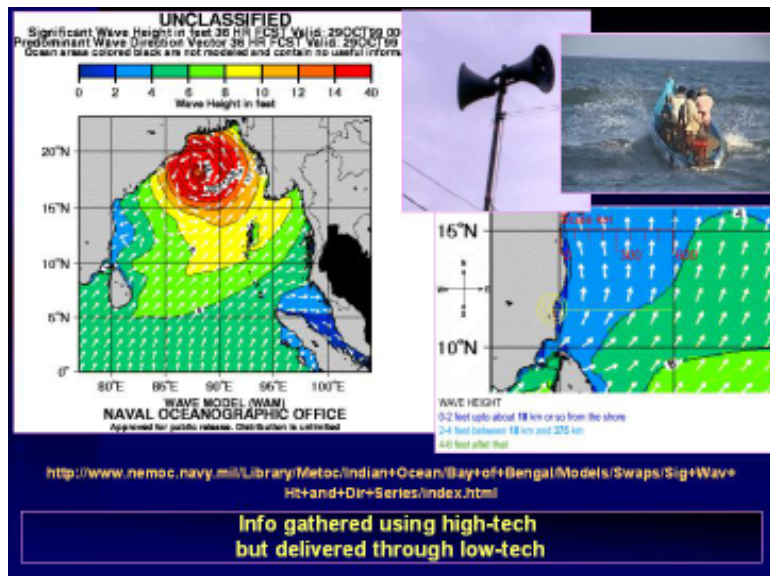 UNCLASSIFIED
Significant Wave Height in feet 36 HR FCST Valid: 29OCT99 00
Predominant Wave Direction Vector 36 HR FCST Valid: 29OCT99
Ocean areas colored black are not modeled and contain no useful informa
0 2 4 6 8 10 12 14 40
Wave Height in feet
20°N
15°N
10°N
5°N
0°
80°E 85°E 90°E 95°E 100°E
WAVE MODEL (WAM)
NAVAL OCEANOGRAPHIC OFFICE
Approved for public release. Distribution is unlimited
15°N
10°N
0 300 600
WAVE HEIGHT
0-2 feet upto about 18 km or so from the shore
2-4 feet between 18 km and 375 km
4-6 feet after that
http://www.nemoc.navy.mil/Library/Metoc/Indian+Ocean/Bay+of+Bengal/Models/Swaps/Sig+Wav+
Ht+and+Dir+Series/index.html
Info gathered using high-tech
but delivered through low-tech